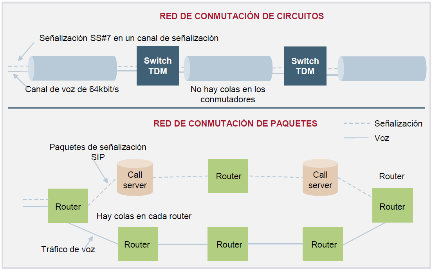 RED DE CONMUTACIÓN DE CIRCUITOS
Señalización SS#7 en un canal de señalización
Switch
TDM
Switch
TDM
Canal de voz de 64kbit/s
No hay colas en los
conmutadores
RED DE CONMUTACIÓN DE PAQUETES
Señalización
Voz
Paquetes de señalización
SIP
Call
server
Router
Call
server
Router
Router
Router
Hay colas en cada router
Tráfico de voz
Router
Router
Router